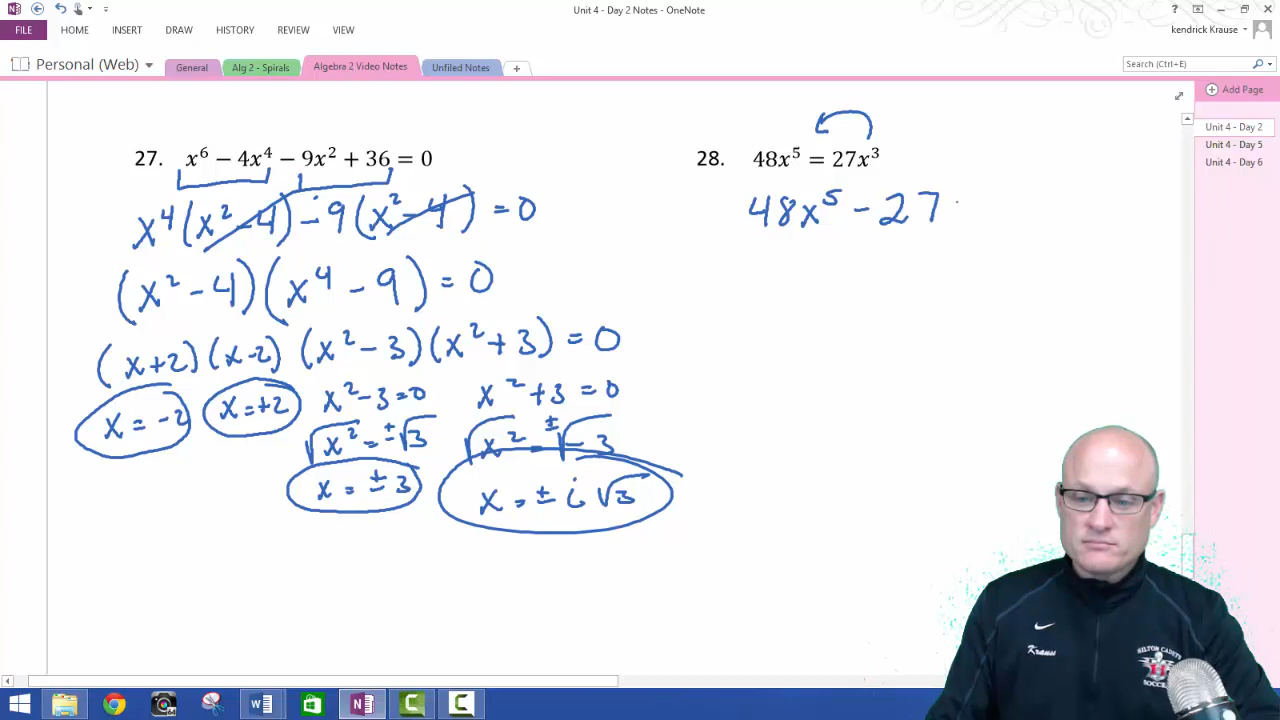 Unit 4 - Day 2 Notes - OneNote
FILE HOME INSERT DRAW HISTORY REVIEW VIEW
kendrick Krause
Personal (Web) General Alg 2 - Spirals Algebra 2 Video Notes Unfiled Notes +
Search (Ctrl+E)
Add Page
Unit 4 - Day 2
Unit 4 - Day 5
Unit 4 - Day 6
27. x⁶ − 4x⁴ − 9x² + 36 = 0
x⁴(x² − 4) − 9(x² − 4) = 0
(x² − 4)(x⁴ − 9) = 0
(x+2)(x-2)(x² − 3)(x² + 3) = 0
x = -2 x = +2 x² − 3 = 0 x² + 3 = 0
√x² = ±√3 √x² = ±√-3
x = ± 3 x = ± i √3
28. 48x⁵ = 27x³
48x⁵ − 27
Krauss
HILTON CADETS
SOCCER